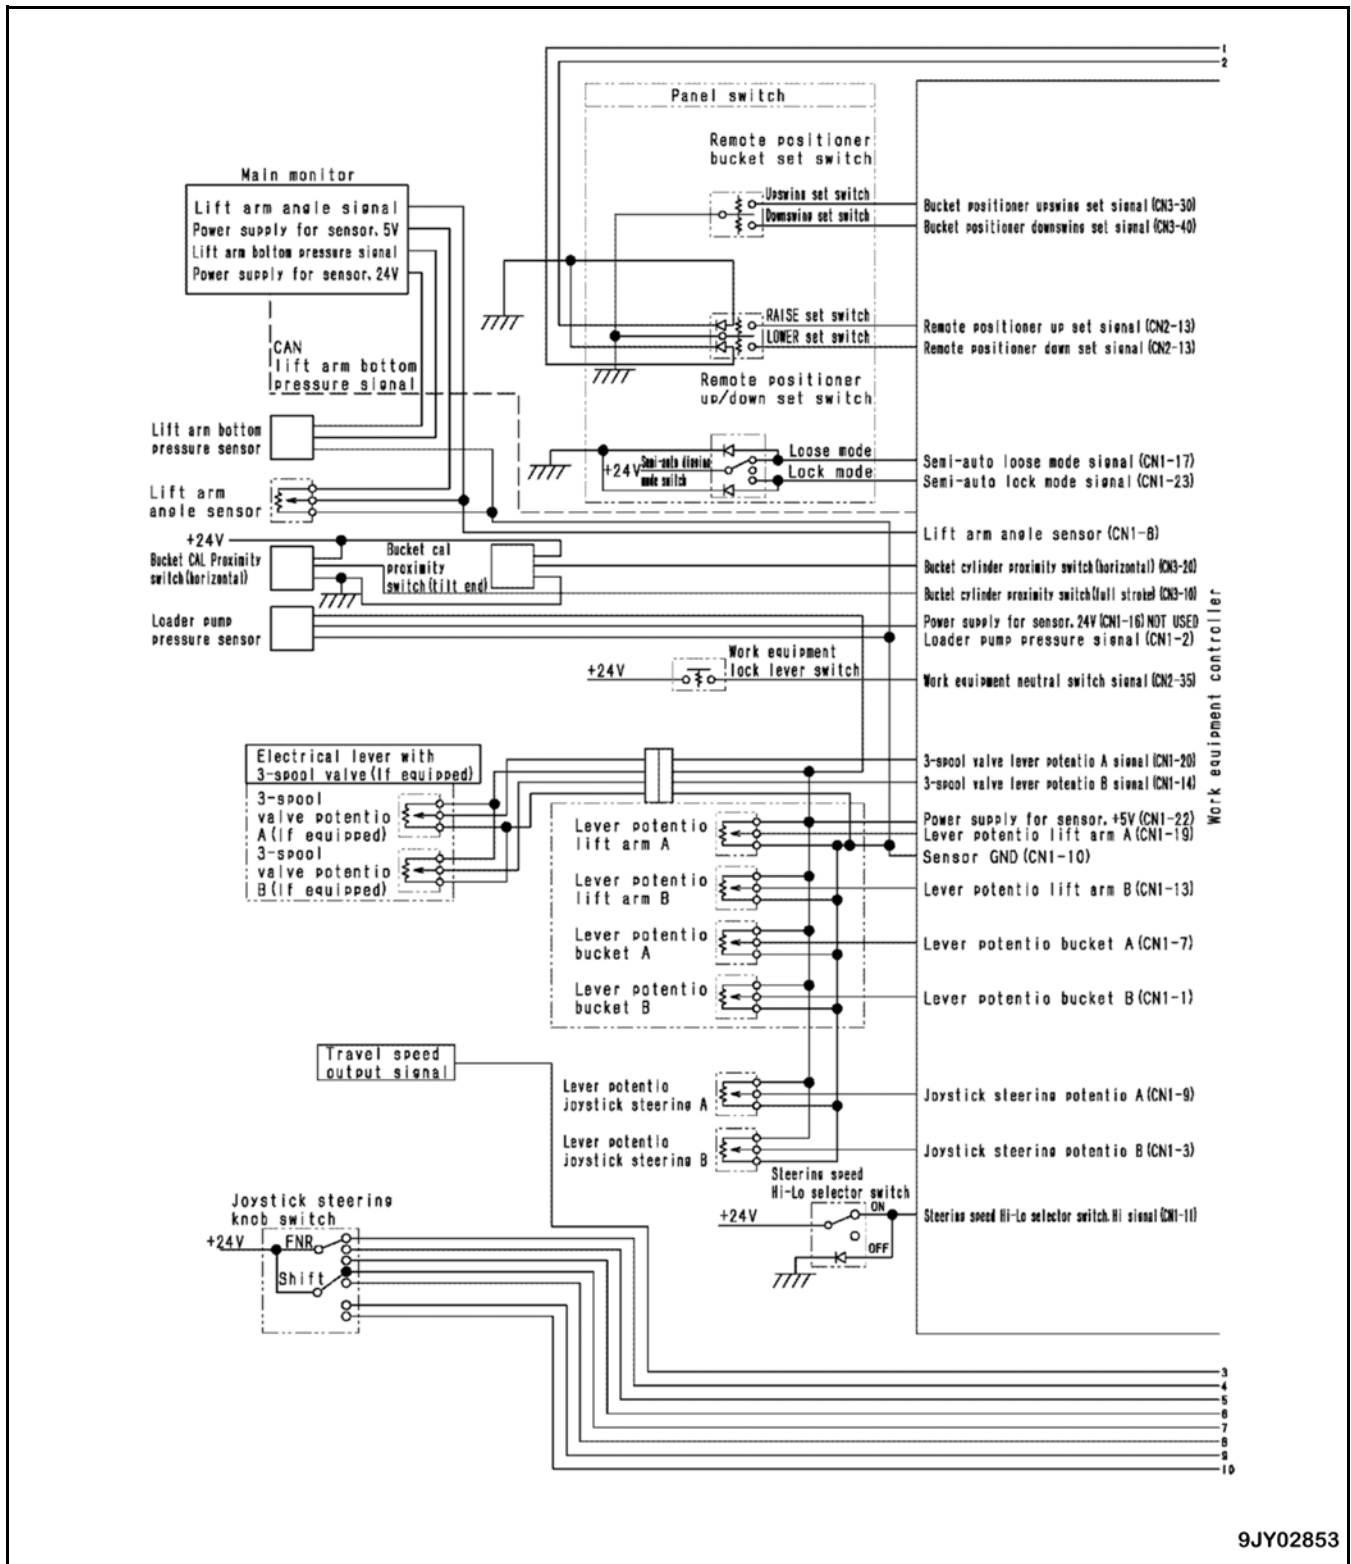 1
2
Panel switch
Remote positioner
bucket set switch
Main monitor
Lift arm angle signal
Power supply for sensor. 5V
Lift arm bottom pressure signal
Power supply for sensor. 24V
Upswing set switch
Downswing set switch
Bucket positioner upswing set signal (CN3-30)
Bucket positioner downswing set signal (CN3-40)
RAISE set switch
LOWER set switch
Remote positioner up set signal (CN2-13)
Remote positioner down set signal (CN2-13)
CAN
lift arm bottom
pressure signal
Remote positioner
up/down set switch
Lift arm bottom
pressure sensor
+24V
Semi-auto digging
mode switch
Loose mode
Lock mode
Semi-auto loose mode signal (CN1-17)
Semi-auto lock mode signal (CN1-23)
Lift arm
angle sensor
Lift arm angle sensor (CN1-8)
+24V
Bucket CAL Proximity
switch(horizontal)
Bucket cal
proximity
switch(tilt end)
Bucket cylinder proximity switch(horizontal) (CN3-20)
Bucket cylinder proximity switch(full stroke) (CN3-10)
Loader pump
pressure sensor
Power supply for sensor. 24V (CN1-16) NOT USED
Loader pump pressure signal (CN1-2)
Work equipment
lock lever switch
+24V
Work equipment neutral switch signal (CN2-35)
Work equipment controller
Electrical lever with
3-spool valve(If equipped)
3-spool
valve potentio
A(If equipped)
3-spool
valve potentio
B(If equipped)
3-spool valve lever potentio A signal (CN1-20)
3-spool valve lever potentio B signal (CN1-14)
Lever potentio
lift arm A
Power supply for sensor. +5V (CN1-22)
Lever potentio lift arm A (CN1-19)
Sensor GND (CN1-10)
Lever potentio
lift arm B
Lever potentio lift arm B (CN1-13)
Lever potentio
bucket A
Lever potentio bucket A (CN1-7)
Lever potentio
bucket B
Lever potentio bucket B (CN1-1)
Travel speed
output signal
Lever potentio
joystick steering A
Joystick steering potentio A (CN1-9)
Lever potentio
joystick steering B
Joystick steering potentio B (CN1-3)
Steering speed
Hi-Lo selector switch
+24V
ON
OFF
Steering speed Hi-Lo selector switch. Hi signal (CN1-11)
Joystick steering
knob switch
+24V
FNR
Shift
3
4
5
6
7
8
9
10
9JY02853